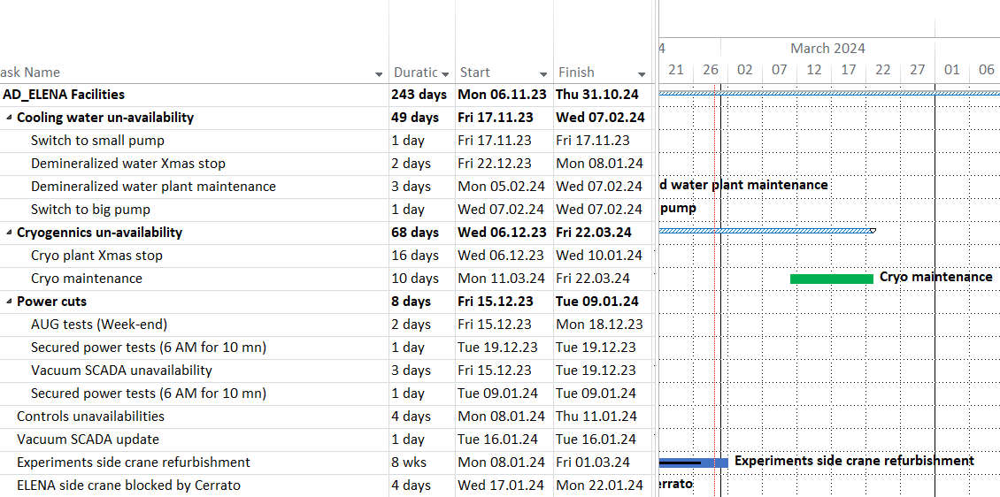 4 March 2024
ask Name Duratic Start Finish 21 26 02 07 12 17 22 27 01 06
AD_ELENA Facilities 243 days Mon 06.11.23 Thu 31.10.24
Cooling water un-availability 49 days Fri 17.11.23 Wed 07.02.24
Switch to small pump 1 day Fri 17.11.23 Fri 17.11.23
Demineralized water Xmas stop 2 days Fri 22.12.23 Mon 08.01.24
Demineralized water plant maintenance 3 days Mon 05.02.24 Wed 07.02.24 d water plant maintenance
Switch to big pump 1 day Wed 07.02.24 Wed 07.02.24 pump
Cryogennics un-availability 68 days Wed 06.12.23 Fri 22.03.24
Cryo plant Xmas stop 16 days Wed 06.12.23 Wed 10.01.24
Cryo maintenance 10 days Mon 11.03.24 Fri 22.03.24 Cryo maintenance
Power cuts 8 days Fri 15.12.23 Tue 09.01.24
AUG tests (Week-end) 2 days Fri 15.12.23 Mon 18.12.23
Secured power tests (6 AM for 10 mn) 1 day Tue 19.12.23 Tue 19.12.23
Vacuum SCADA unavailability 3 days Fri 15.12.23 Tue 19.12.23
Secured power tests (6 AM for 10 mn) 1 day Tue 09.01.24 Tue 09.01.24
Controls unavailabilities 4 days Mon 08.01.24 Thu 11.01.24
Vacuum SCADA update 1 day Tue 16.01.24 Tue 16.01.24
Experiments side crane refurbishment 8 wks Mon 08.01.24 Fri 01.03.24 Experiments side crane refurbishment
ELENA side crane blocked by Cerrato 4 days Wed 17.01.24 Mon 22.01.24 errato